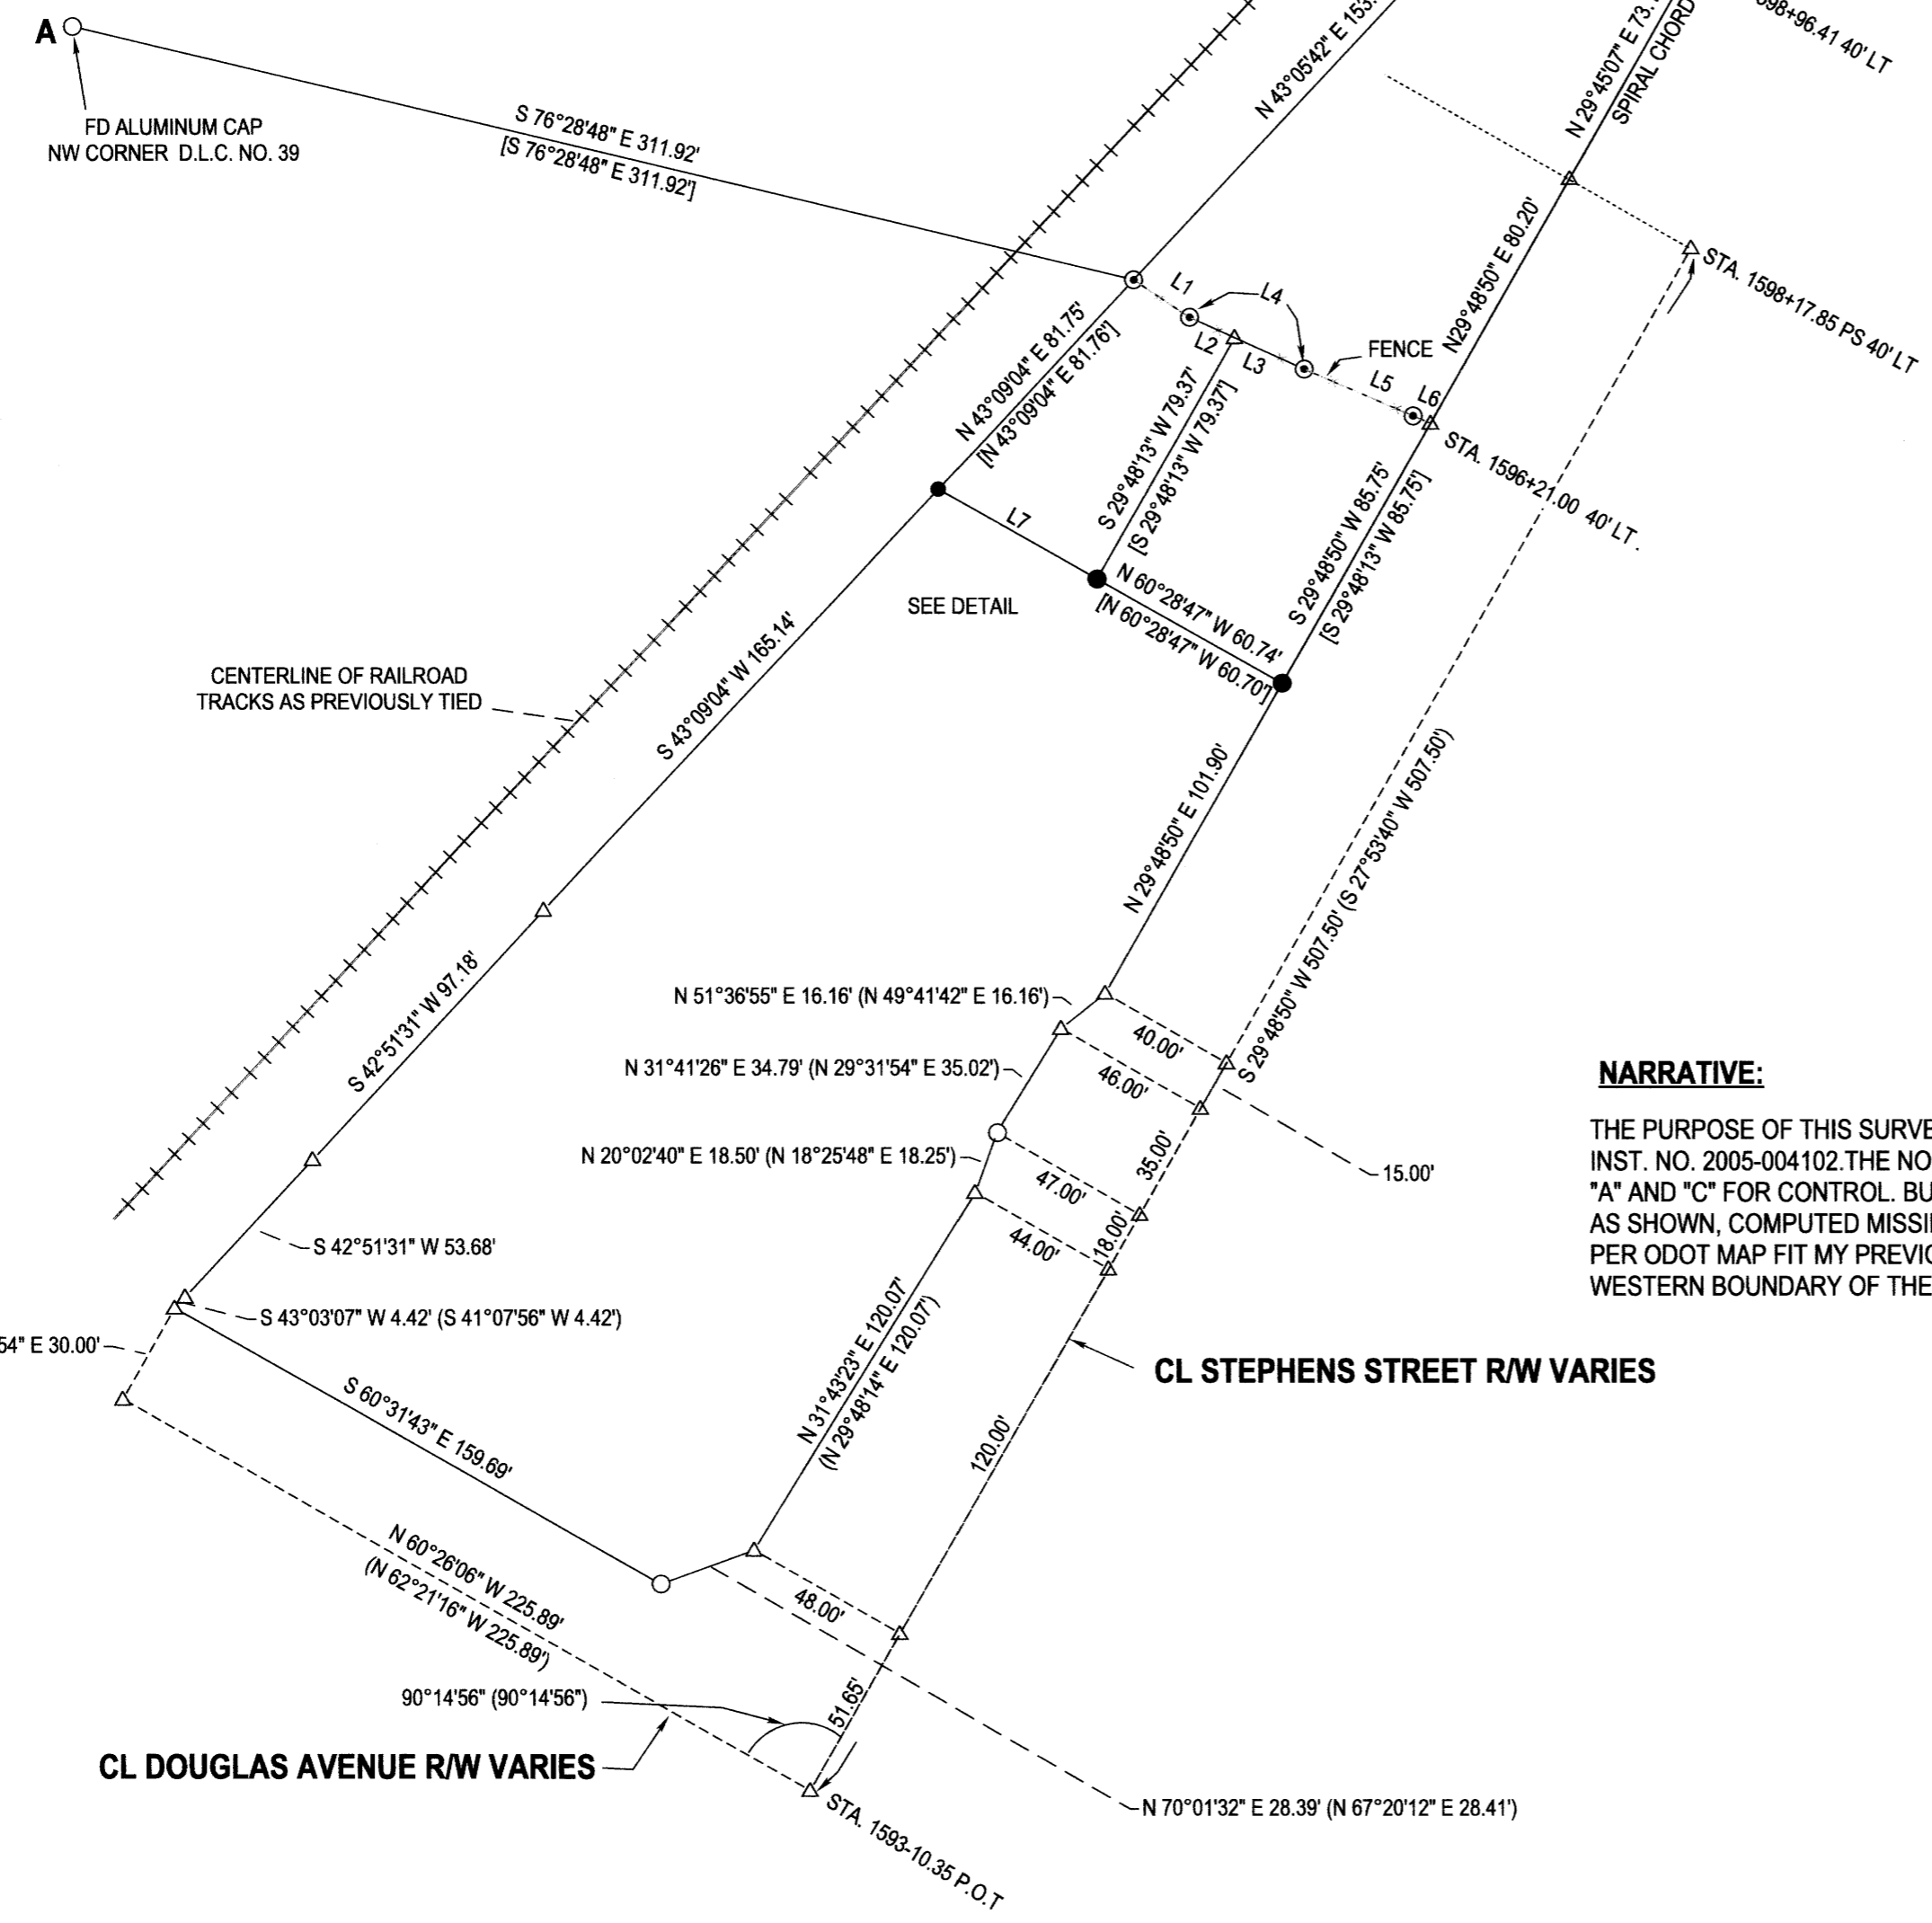 A
FD ALUMINUM CAP
NW CORNER D.L.C. NO. 39
S 76°28'48" E 311.92'
[S 76°28'48" E 311.92']
N 43°05'42" E 153.
N 29°45'07" E 73.
SPIRAL CHORD
98+96.41 40' LT
N29°48'50" E 80.20'
STA. 1598+17.85 PS 40' LT
L1
L4
L2
L3
FENCE
L5
L6
STA. 1596+21.00 40' LT .
N 43°09'04" E 81.75'
[N 43°09'04" E 81.76']
S 29°48'13" W 79.37'
[S 29°48'13" W 79.37']
S 29°48'50" W 85.75'
[S 29°48'13" W 85.75']
L7
N 60°28'47" W 60.74'
[N 60°28'47" W 60.70']
SEE DETAIL
CENTERLINE OF RAILROAD
TRACKS AS PREVIOUSLY TIED
S 43°09'04" W 165.14'
N 29°48'50" E 101.90'
S 29°48'50" W 507.50' (S 27°53'40" W 507.50')
S 42°51'31" W 97.18'
N 51°36'55" E 16.16' (N 49°41'42" E 16.16')
40.00'
N 31°41'26" E 34.79' (N 29°31'54" E 35.02')
46.00'
NARRATIVE:
THE PURPOSE OF THIS SURVE
INST. NO. 2005-004102.THE NO
"A" AND "C" FOR CONTROL. BU
AS SHOWN, COMPUTED MISSI
PER ODOT MAP FIT MY PREVIO
WESTERN BOUNDARY OF THE
N 20°02'40" E 18.50' (N 18°25'48" E 18.25')
35.00'
15.00'
47.00'
18.00'
44.00'
S 42°51'31" W 53.68'
S 43°03'07" W 4.42' (S 41°07'56" W 4.42')
54" E 30.00'
S 60°31'43" E 159.69'
N 31°43'23" E 120.07'
(N 29°48'14" E 120.07')
CL STEPHENS STREET R/W VARIES
120.00'
N 60°26'06" W 225.89'
(N 62°21'16" W 225.89')
48.00'
90°14'56" (90°14'56")
51.65'
CL DOUGLAS AVENUE R/W VARIES
N 70°01'32" E 28.39' (N 67°20'12" E 28.41')
STA. 1593-10.35 P.O.T